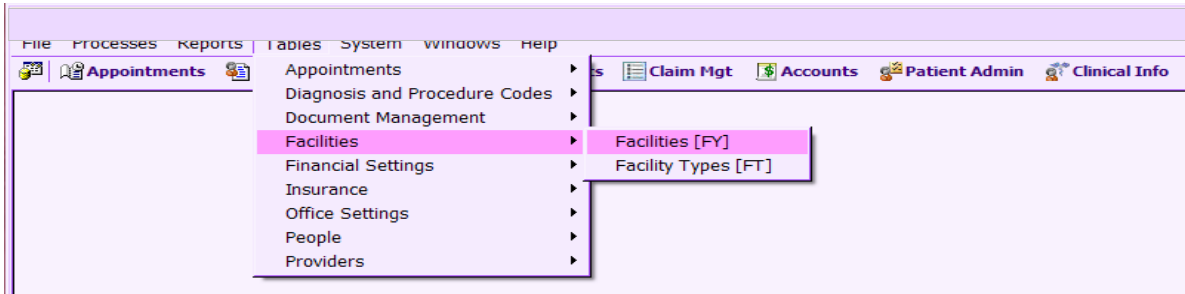 File Processes Reports Tables System Windows Help
Appointments s Claim Mgt Accounts Patient Admin Clinical Info
Appointments
Diagnosis and Procedure Codes
Document Management
Facilities
Facilities [FY]
Financial Settings
Facility Types [FT]
Insurance
Office Settings
People
Providers